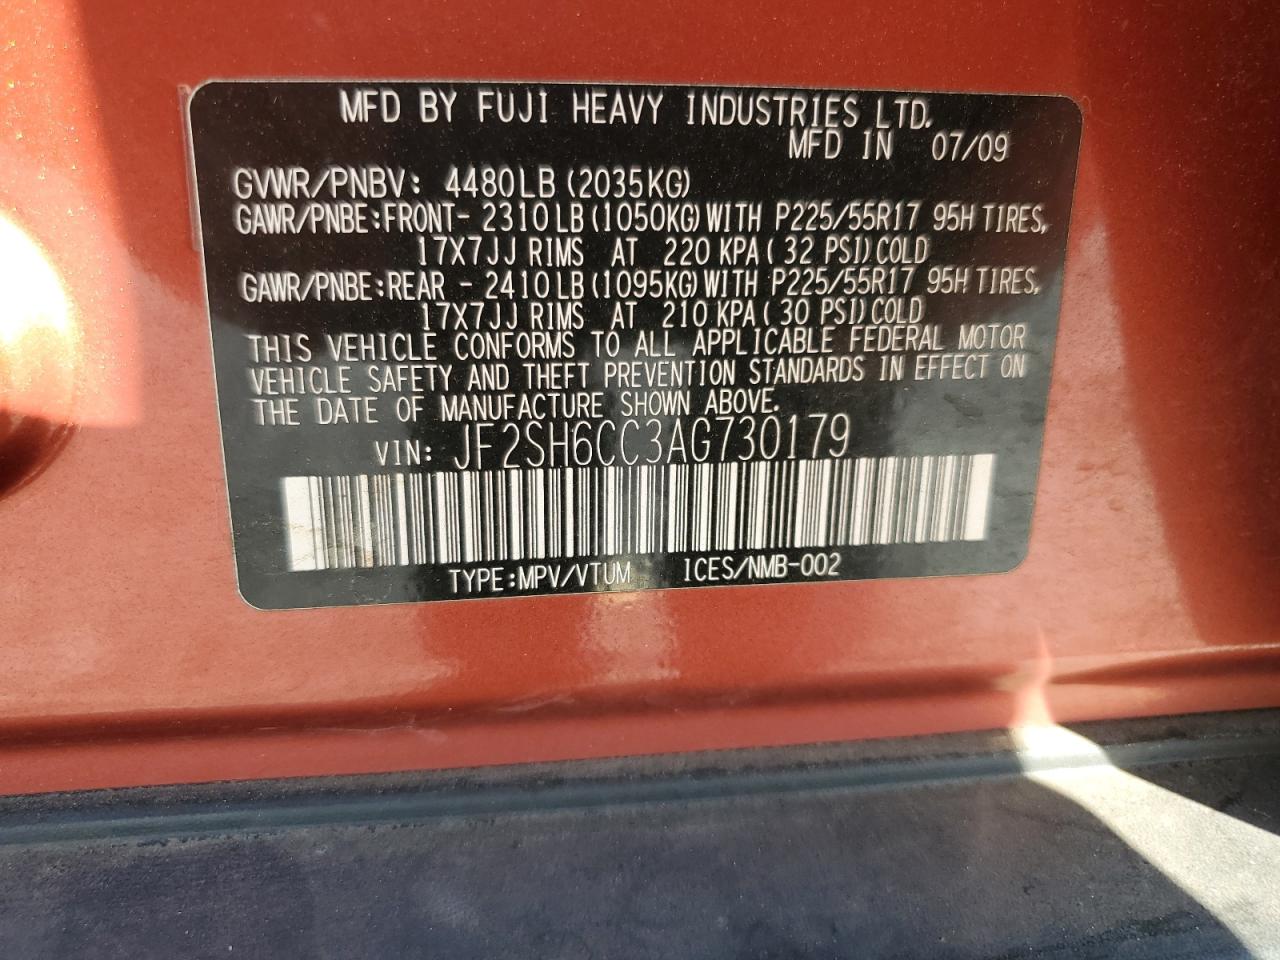 MFD BY FUJI HEAVY INDUSTRIES LTD.
MFD IN 07/09
GVWR/PNBV: 4480LB (2035KG)
GAWR/PNBE:FRONT- 2310 LB (1050KG) WITH P225/55R17 95H TIRES,
17X7JJ RIMS AT 220 KPA ( 32 PSI) COLD
GAWR/PNBE:REAR - 2410 LB (1095KG) WITH P225/55R17 95H TIRES,
17X7JJ RIMS AT 210 KPA ( 30 PSI) COLD
THIS VEHICLE CONFORMS TO ALL APPLICABLE FEDERAL MOTOR
VEHICLE SAFETY AND THEFT PREVENTION STANDARDS IN EFFECT ON
THE DATE OF MANUFACTURE SHOWN ABOVE.
VIN: JF2SH6CC3AG730179
TYPE:MPV/VTUM ICES/NMB-002